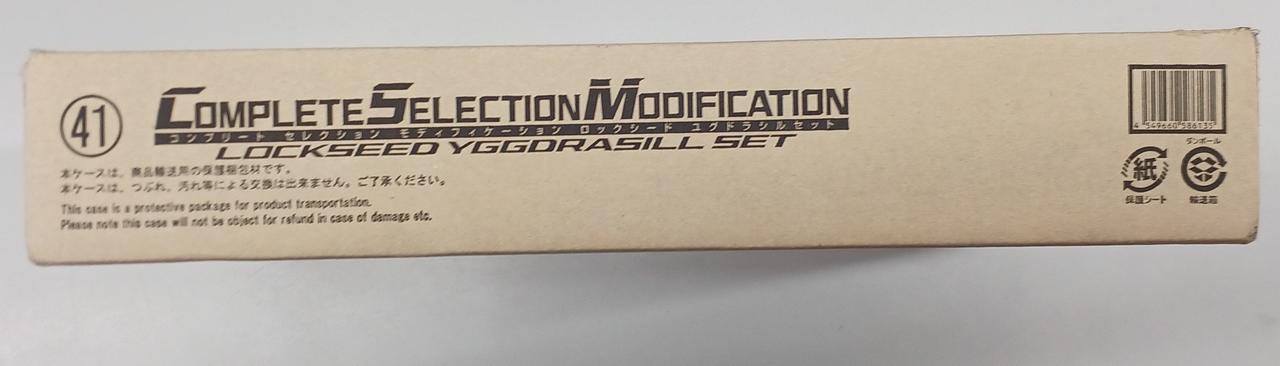 41
COMPLETE SELECTION MODIFICATION
コンプリート セレクション モディフィケーション ロックシード ユグドラシルセット
LOCKSEED YGGDRASILL SET
本ケースは、商品輸送用の保護梱包材です。
本ケースは、つぶれ、汚れ等による交換は出来ません。ご了承ください。
This case is a protective package for product transportation.
Please note this case will not be object for refund in case of damage etc.
4 549660 586135
ダンボール
紙
保護シート
輸送箱